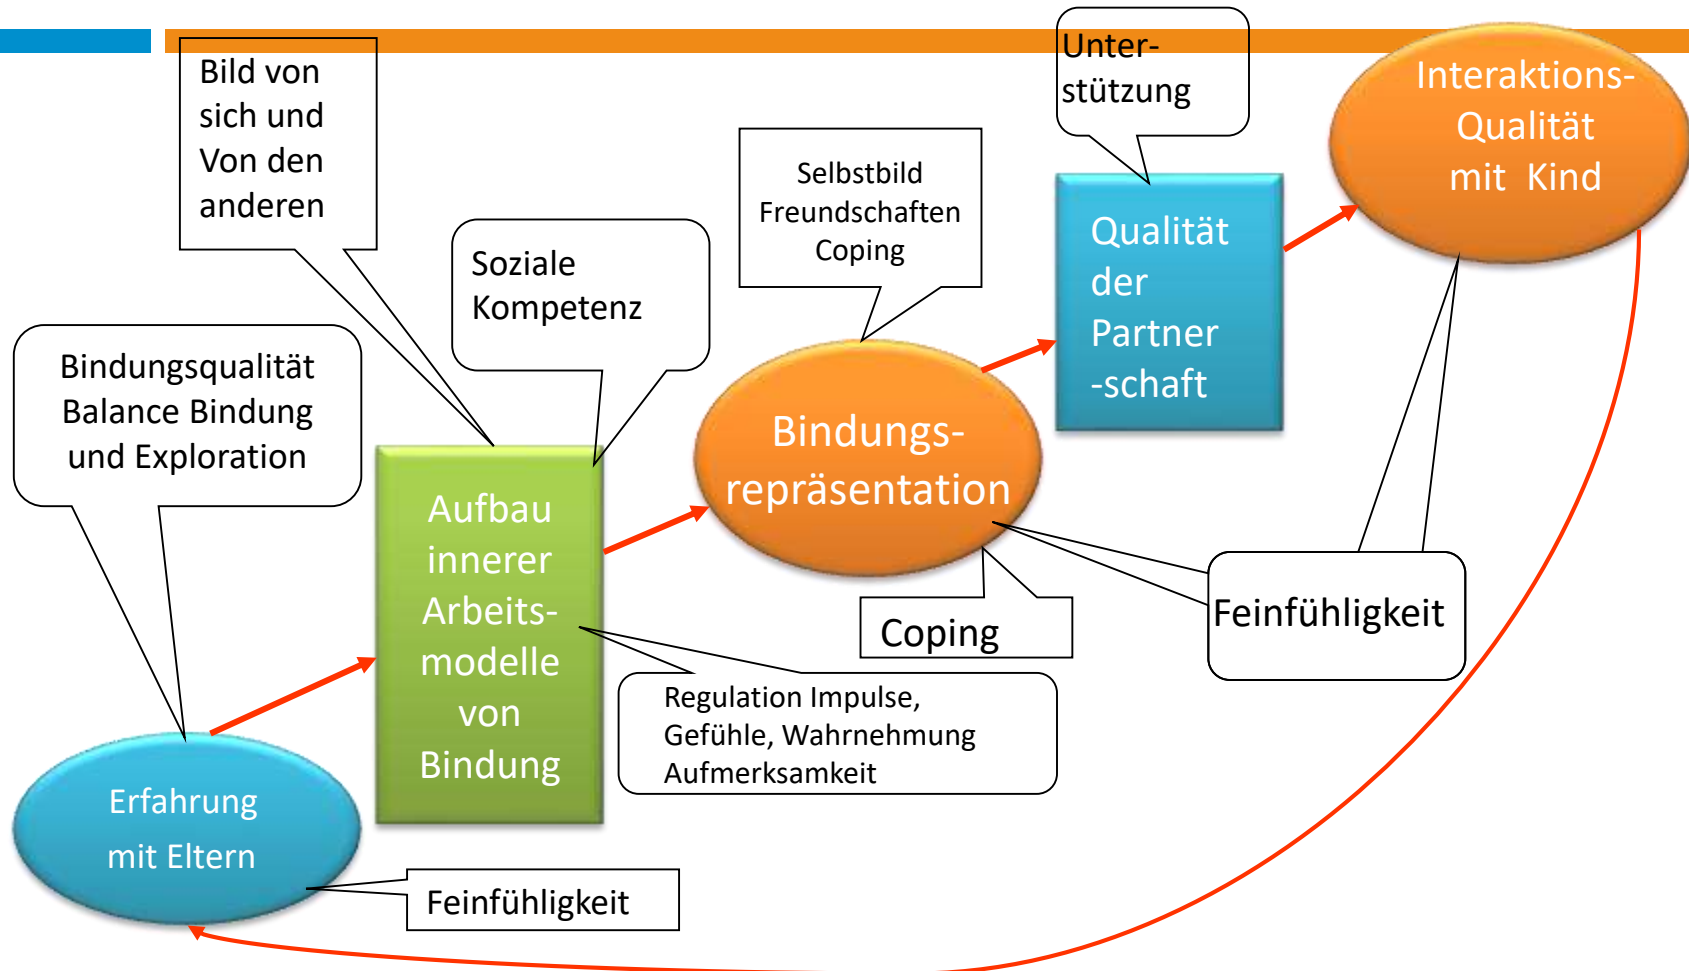 Bild von
sich und
Von den
anderen
Unter-
stützung
Interaktions-
Qualität
mit Kind
Selbstbild
Freundschaften
Coping
Qualität
der
Partner
-schaft
Soziale
Kompetenz
Bindungsqualität
Balance Bindung
und Exploration
Bindungs-
repräsentation
Aufbau
innerer
Arbeits-
modelle
von
Bindung
Coping
Feinfühligkeit
Regulation Impulse,
Gefühle, Wahrnehmung
Aufmerksamkeit
Erfahrung
mit Eltern
Feinfühligkeit